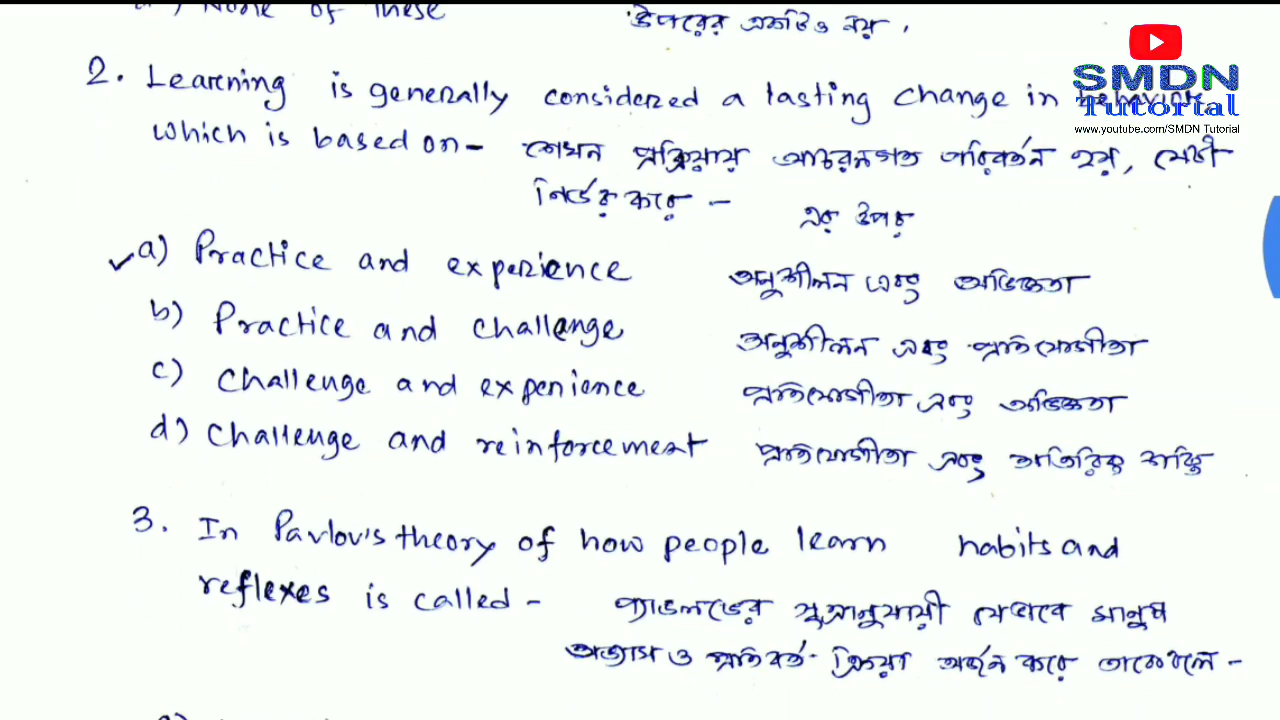 None of These উপরের একটিও নয়।
2. Learning is generally considered a lasting change in behavior
which is based on- শেখন প্রক্রিয়ায় আচরনগত পরিবর্তন হয়, যেটা
নির্ভর করে - এর উপর
a) Practice and experience অনুশীলন এবং অভিজ্ঞতা
b) Practice and challange অনুশীলন এবং প্রতিযোগীতা
c) challenge and experience প্রতিযোগীতা এবং অভিজ্ঞতা
d) challenge and reinforcement প্রতিযোগীতা এবং অতিরিক্ত শক্তি
3. In Pavlov's theory of how people learn habits and
reflexes is called - প্যাভলভের সূত্রানুযায়ী যেভাবে মানুষ
অভ্যাস ও প্রতিবর্ত ক্রিয়া অর্জন করে তাকে বলে -
SMDN
Tutorial
www.youtube.com/SMDN Tutorial